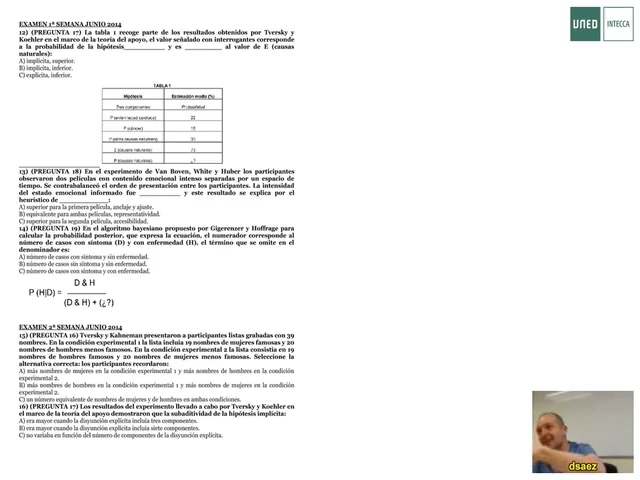 EXAMEN 1ª SEMANA JUNIO 2014
12) (PREGUNTA 17) La tabla 1 recoge parte de los resultados obtenidos por Tversky y
Koehler en el marco de la teoría del apoyo, el valor señalado con interrogantes corresponde
a la probabilidad de la hipótesis__________ y es _________ al valor de E (causas
naturales):
A) implícita, superior.
B) implícita, inferior.
C) explícita, inferior.
TABLA 1
Hipótesis Estimación media (%)
Tres componentes Probabilidad
P (enfermedad cardiaca) 22
P (cáncer) 18
P (otras causas naturales) 33
Σ (causas naturales) 73
P (causas naturales) ¿?
13) (PREGUNTA 18) En el experimento de Van Boven, White y Huber los participantes
observaron dos películas con contenido emocional intenso separadas por un espacio de
tiempo. Se contrabalanceó el orden de presentación entre los participantes. La intensidad
del estado emocional informado fue __________ y este resultado se explica por el
heurístico de ____________:
A) superior para la primera película, anclaje y ajuste.
B) equivalente para ambas películas, representatividad.
C) superior para la segunda película, accesibilidad.
14) (PREGUNTA 19) En el algoritmo bayesiano propuesto por Gigerenzer y Hoffrage para
calcular la probabilidad posterior, que expresa la ecuación, el numerador corresponde al
número de casos con síntoma (D) y con enfermedad (H), el término que se omite en el
denominador es:
A) número de casos con síntoma y sin enfermedad.
B) número de casos sin síntoma y sin enfermedad.
C) número de casos con síntoma y con enfermedad.
D & H
P (H|D) =
(D & H) + (¿?)
EXAMEN 2ª SEMANA JUNIO 2014
15) (PREGUNTA 16) Tversky y Kahneman presentaron a participantes listas grabadas con 39
nombres. En la condición experimental 1 la lista incluía 19 nombres de mujeres famosas y 20
nombres de hombres menos famosos. En la condición experimental 2 la lista consistía en 19
nombres de hombres famosos y 20 nombres de mujeres menos famosas. Seleccione la
alternativa correcta: los participantes recordaron:
A) más nombres de mujeres en la condición experimental 1 y más nombres de hombres en la condición
experimental 2.
B) más nombres de hombres en la condición experimental 1 y más nombres de mujeres en la condición
experimental 2.
C) un número equivalente de nombres de mujeres y de hombres en ambas condiciones.
16) (PREGUNTA 17) Los resultados del experimento llevado a cabo por Tversky y Koehler en
el marco de la teoría del apoyo demostraron que la subaditividad de la hipótesis implícita:
A) era mayor cuando la disyunción explícita incluía tres componentes.
B) era mayor cuando la disyunción explícita incluía siete componentes.
C) no variaba en función del número de componentes de la disyunción explícita.
UNED
INTECCA
dsaez